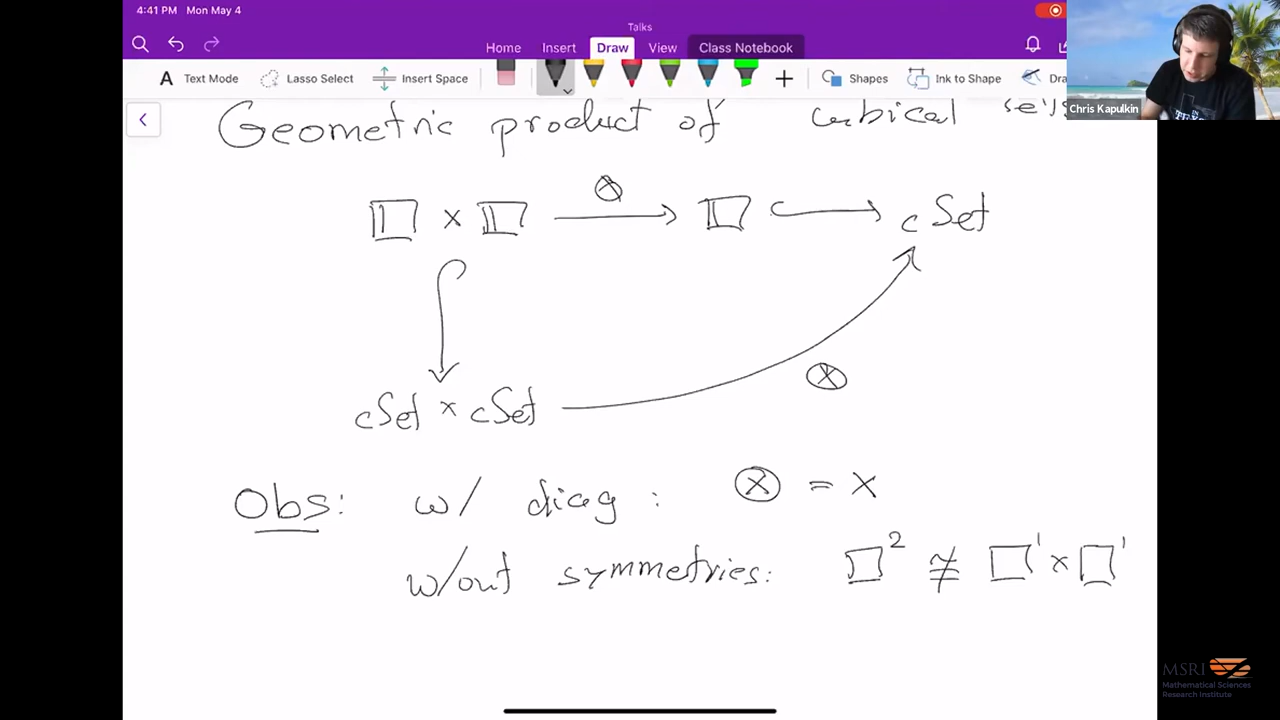 4:41 PM Mon May 4
Talks
Home Insert Draw View Class Notebook
Text Mode Lasso Select Insert Space Shapes Ink to Shape
Chris Kapulkin
Geometric product of cubical sets
□ × □ ⊗ → □ ↪ cSet
cSet × cSet ⊗
Obs: w/ diag: ⊗ = ×
w/out symmetries: □² ≇ □¹ × □¹
MSRI
Mathematical Sciences
Research Institute